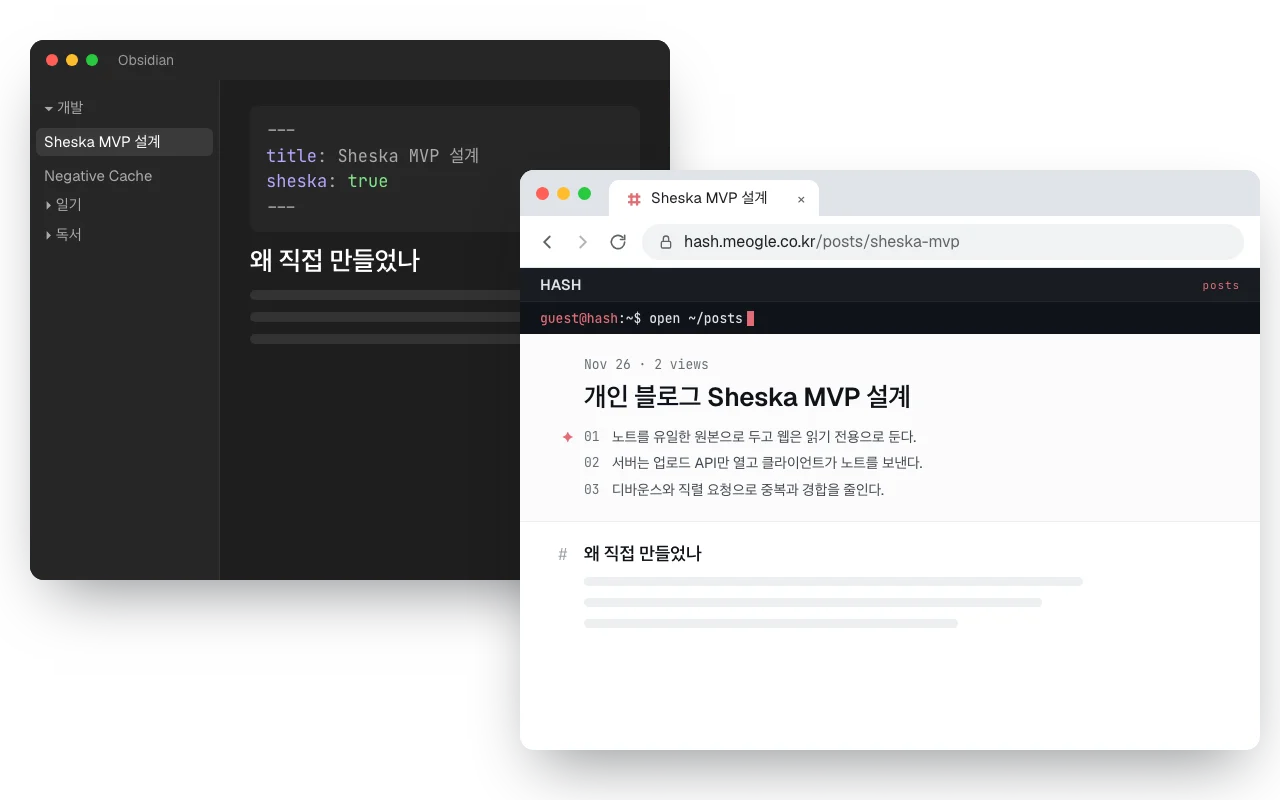 Obsidian
개발
Sheska MVP 설계
Negative Cache
일기
독서
---
title: Sheska MVP 설계
sheska: true
---
왜 직접 만들었나
Sheska MVP 설계
hash.meogle.co.kr/posts/sheska-mvp
HASH
posts
guest@hash:~$ open ~/posts
Nov 26 · 2 views
개인 블로그 Sheska MVP 설계
01 노트를 유일한 원본으로 두고 웹은 읽기 전용으로 둔다.
02 서버는 업로드 API만 열고 클라이언트가 노트를 보낸다.
03 디바운스와 직렬 요청으로 중복과 경합을 줄인다.
# 왜 직접 만들었나